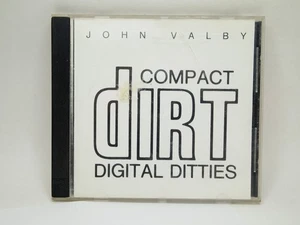 JOHN VALBY
COMPACT
dIRT
DIGITAL DITTIES